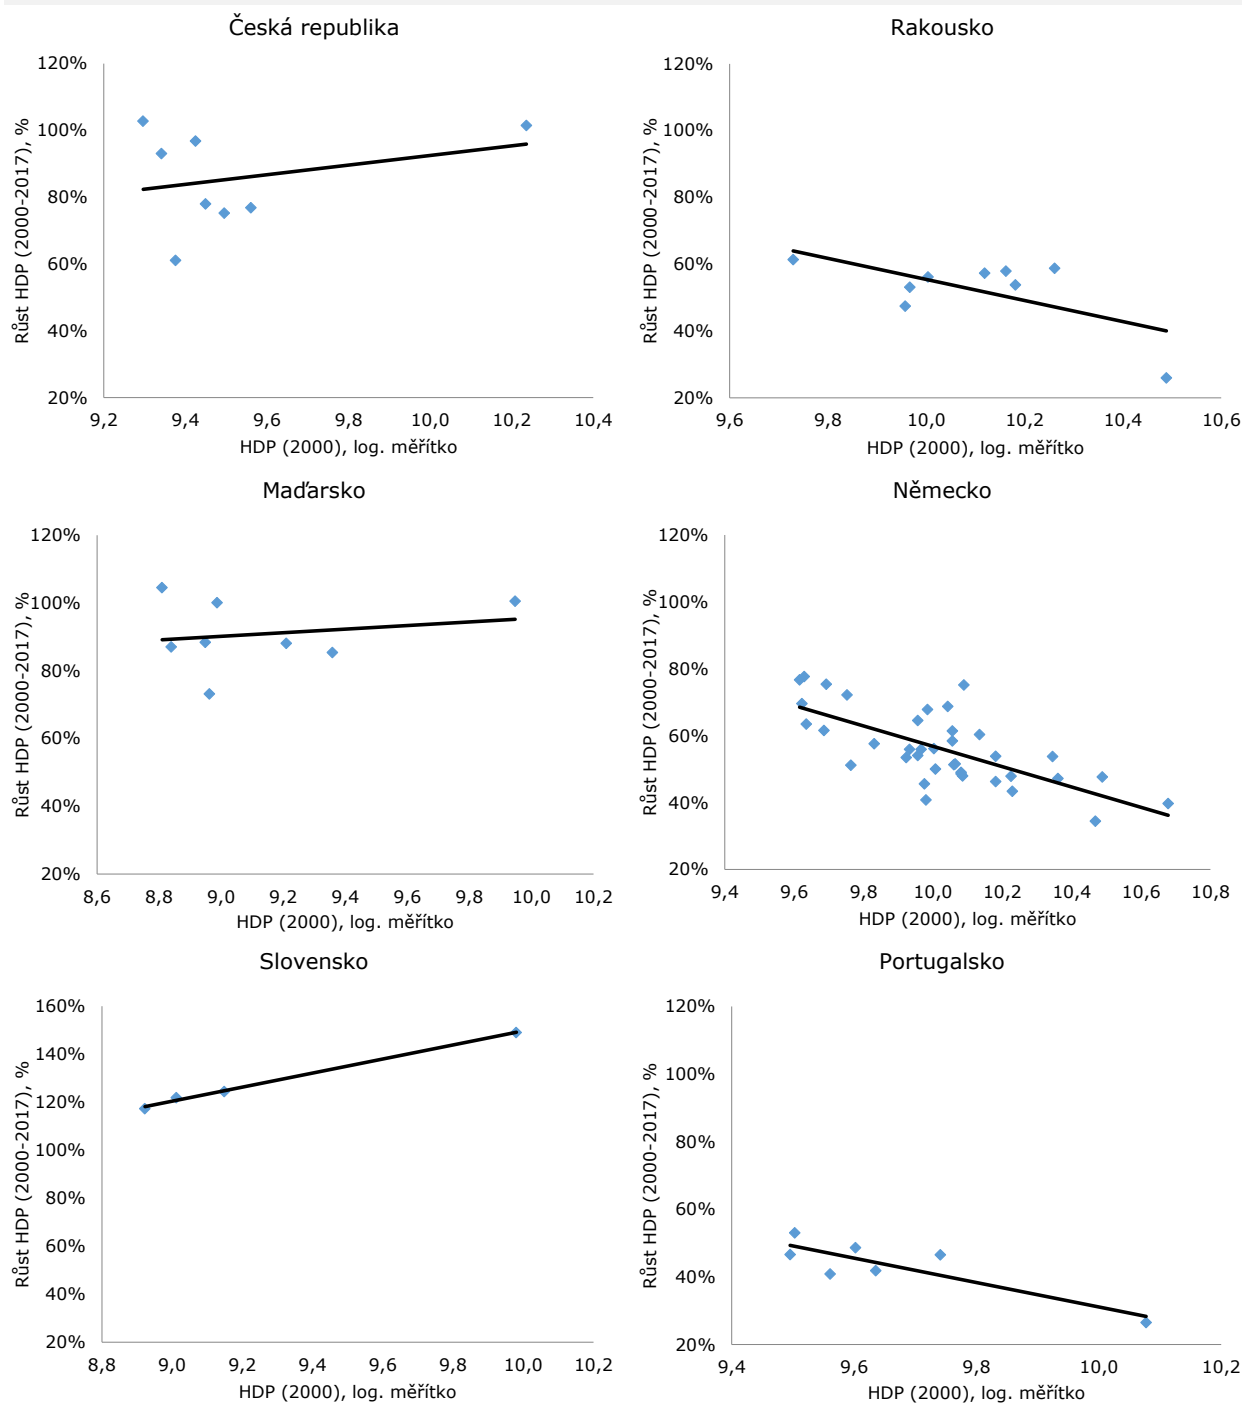 Česká republika
120%
100%
80%
60%
40%
20%
9,2 9,4 9,6 9,8 10,0 10,2 10,4
Růst HDP (2000-2017), %
HDP (2000), log. měřítko
Rakousko
120%
100%
80%
60%
40%
20%
9,6 9,8 10,0 10,2 10,4 10,6
Růst HDP (2000-2017), %
HDP (2000), log. měřítko
Maďarsko
120%
100%
80%
60%
40%
20%
8,6 8,8 9,0 9,2 9,4 9,6 9,8 10,0 10,2
Růst HDP (2000-2017), %
HDP (2000), log. měřítko
Německo
120%
100%
80%
60%
40%
20%
9,4 9,6 9,8 10,0 10,2 10,4 10,6 10,8
Růst HDP (2000-2017), %
HDP (2000), log. měřítko
Slovensko
160%
140%
120%
100%
80%
60%
40%
20%
8,8 9,0 9,2 9,4 9,6 9,8 10,0 10,2
Růst HDP (2000-2017), %
HDP (2000), log. měřítko
Portugalsko
120%
100%
80%
60%
40%
20%
9,4 9,6 9,8 10,0 10,2
Růst HDP (2000-2017), %
HDP (2000), log. měřítko